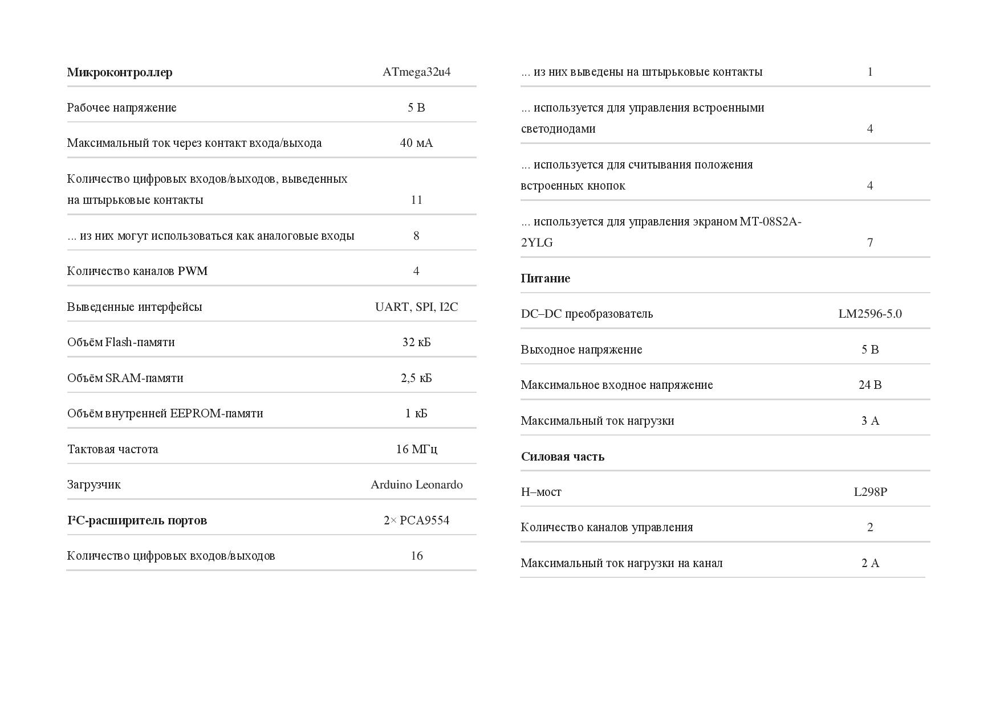 Микроконтроллер ATmega32u4
Рабочее напряжение 5 В
Максимальный ток через контакт входа/выхода 40 мА
Количество цифровых входов/выходов, выведенных
на штырьковые контакты 11
... из них могут использоваться как аналоговые входы 8
Количество каналов PWM 4
Выведенные интерфейсы UART, SPI, I2C
Объём Flash-памяти 32 кБ
Объём SRAM-памяти 2,5 кБ
Объём внутренней EEPROM-памяти 1 кБ
Тактовая частота 16 МГц
Загрузчик Arduino Leonardo
I²C-расширитель портов 2× PCA9554
Количество цифровых входов/выходов 16
... из них выведены на штырьковые контакты 1
... используется для управления встроенными
светодиодами 4
... используется для считывания положения
встроенных кнопок 4
... используется для управления экраном MT-08S2A-
2YLG 7
Питание
DC–DC преобразователь LM2596-5.0
Выходное напряжение 5 В
Максимальное входное напряжение 24 В
Максимальный ток нагрузки 3 А
Силовая часть
H–мост L298P
Количество каналов управления 2
Максимальный ток нагрузки на канал 2 А